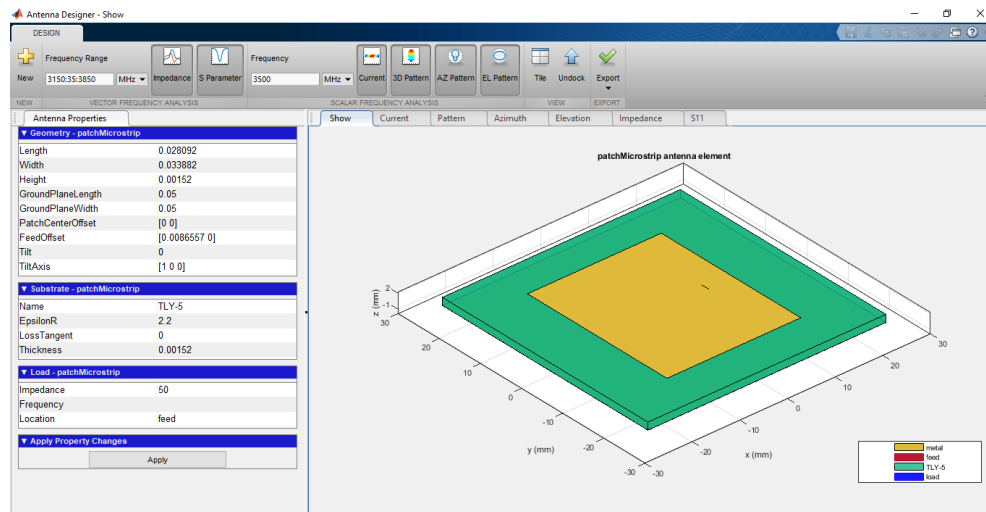 Antenna Designer - Show
DESIGN
Frequency Range
Frequency
New
3150:35:3850
MHz
Impedance
S Parameter
3500
MHz
Current
3D Pattern
AZ Pattern
EL Pattern
Tile
Undock
Export
NEW
VECTOR FREQUENCY ANALYSIS
SCALAR FREQUENCY ANALYSIS
VIEW
EXPORT
Antenna Properties
Show
Current
Pattern
Azimuth
Elevation
Impedance
S11
Geometry - patchMicrostrip
Length 0.028092
Width 0.033882
Height 0.00152
GroundPlaneLength 0.05
GroundPlaneWidth 0.05
PatchCenterOffset [0 0]
FeedOffset [0.0086557 0]
Tilt 0
TiltAxis [1 0 0]
Substrate - patchMicrostrip
Name TLY-5
EpsilonR 2.2
LossTangent 0
Thickness 0.00152
Load - patchMicrostrip
Impedance 50
Frequency
Location feed
Apply Property Changes
Apply
patchMicrostrip antenna element
z (mm)
2
-1
30
20
10
0
-10
-20
-30
y (mm)
-30
-20
-10
0
10
20
30
x (mm)
metal
feed
TLY-5
load